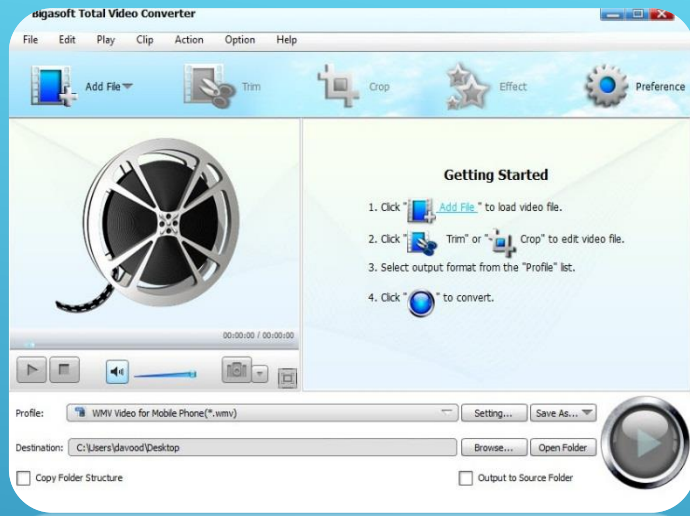 Bigasoft Total Video Converter
File Edit Play Clip Action Option Help
Add File Trim Crop Effect Preference
Getting Started
1. Click " Add File " to load video file.
2. Click " Trim" or " Crop" to edit video file.
3. Select output format from the "Profile" list.
4. Click " " to convert.
00:00:00 / 00:00:00
Profile: WMV Video for Mobile Phone(*.wmv) Setting... Save As...
Destination: C:\Users\davood\Desktop Browse... Open Folder
Copy Folder Structure Output to Source Folder